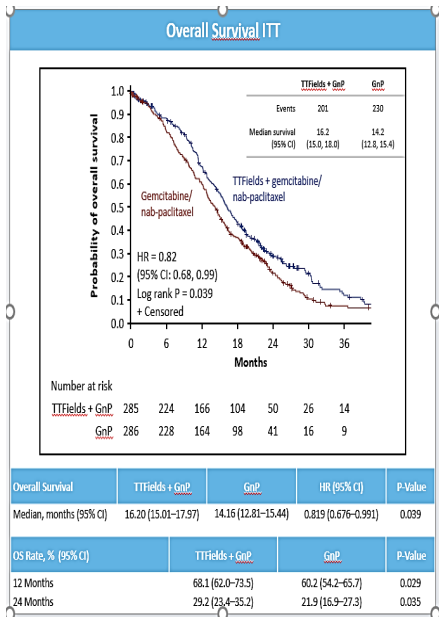 Overall Survival ITT
TTFields + GnP GnP
Events 201 230
Median survival 16.2 14.2
(95% CI) (15.0, 18.0) (12.8, 15.4)
Probability of overall survival
1.0
0.9
0.8
0.7
0.6
0.5
0.4
0.3
0.2
0.1
0.0
TTFields + gemcitabine/
nab-paclitaxel
Gemcitabine/
nab-paclitaxel
HR = 0.82
(95% CI: 0.68, 0.99)
Log rank P = 0.039
+ Censored
0 6 12 18 24 30 36
Months
Number at risk
TTFields + GnP 285 224 166 104 50 26 14
GnP 286 228 164 98 41 16 9
Overall Survival TTFields + GnP GnP HR (95% CI) P-Value
Median, months (95% CI) 16.20 (15.01–17.97) 14.16 (12.81–15.44) 0.819 (0.676–0.991) 0.039
OS Rate, % (95% CI) TTFields + GnP GnP P-Value
12 Months 68.1 (62.0–73.5) 60.2 (54.2–65.7) 0.029
24 Months 29.2 (23.4–35.2) 21.9 (16.9–27.3) 0.035